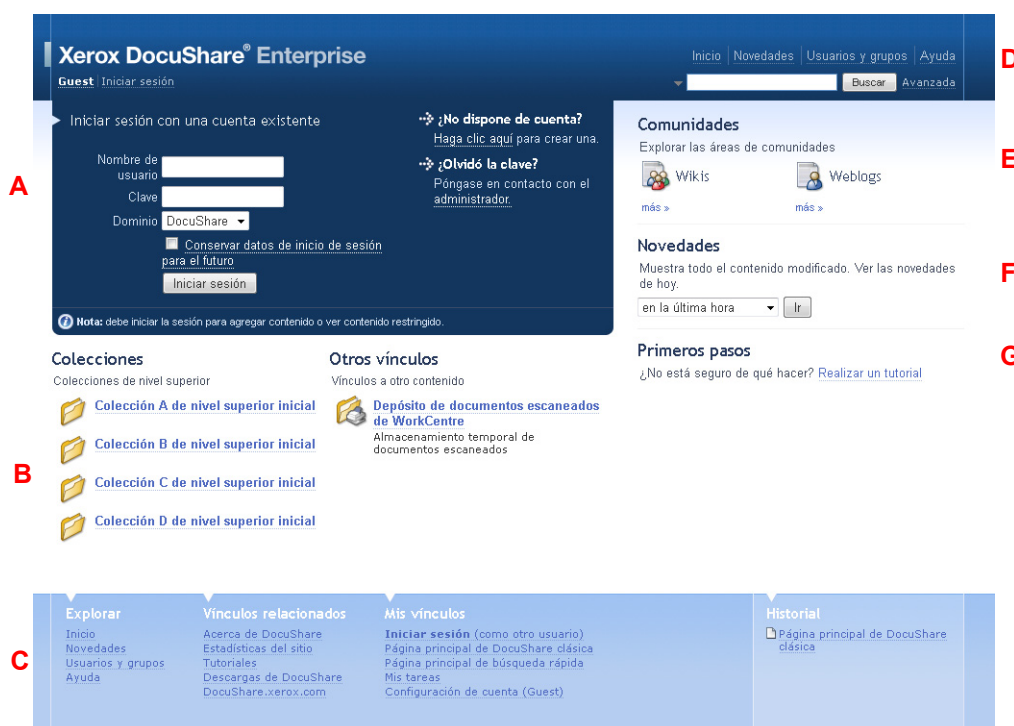 Xerox DocuShare® Enterprise
Guest Iniciar sesión
Inicio Novedades Usuarios y grupos Ayuda
Buscar Avanzada
D
Iniciar sesión con una cuenta existente
Nombre de
usuario
Clave
Dominio DocuShare
Conservar datos de inicio de sesión
para el futuro
Iniciar sesión
¿No dispone de cuenta?
Haga clic aquí para crear una.
¿Olvidó la clave?
Póngase en contacto con el
administrador.
Nota: debe iniciar la sesión para agregar contenido o ver contenido restringido.
A
Comunidades
Explorar las áreas de comunidades
Wikis
más »
Weblogs
más »
E
Novedades
Muestra todo el contenido modificado. Ver las novedades
de hoy.
en la última hora Ir
F
Primeros pasos
¿No está seguro de qué hacer? Realizar un tutorial
G
Colecciones
Colecciones de nivel superior
Colección A de nivel superior inicial
Colección B de nivel superior inicial
Colección C de nivel superior inicial
Colección D de nivel superior inicial
B
Otros vínculos
Vínculos a otro contenido
Depósito de documentos escaneados
de WorkCentre
Almacenamiento temporal de
documentos escaneados
C
Explorar
Inicio
Novedades
Usuarios y grupos
Ayuda
Vínculos relacionados
Acerca de DocuShare
Estadísticas del sitio
Tutoriales
Descargas de DocuShare
DocuShare.xerox.com
Mis vínculos
Iniciar sesión (como otro usuario)
Página principal de DocuShare clásica
Página principal de búsqueda rápida
Mis tareas
Configuración de cuenta (Guest)
Historial
Página principal de DocuShare
clásica